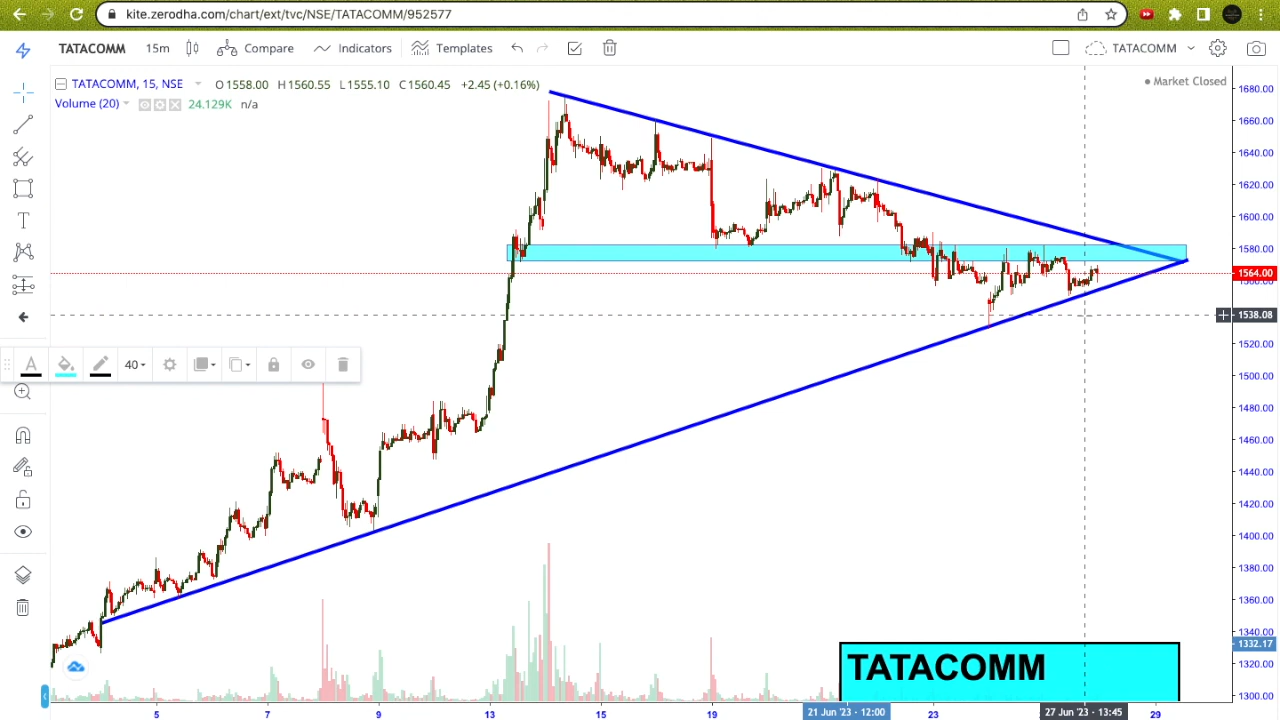 kite.zerodha.com/chart/ext/tvc/NSE/TATACOMM/952577
TATACOMM 15m Compare Indicators Templates TATACOMM
TATACOMM, 15, NSE O1558.00 H1560.55 L1555.10 C1560.45 +2.45 (+0.16%) Market Closed
Volume (20) 24.129K n/a
1680.00
1660.00
1640.00
1620.00
1600.00
1580.00
1564.00
1560.00
1538.08
1520.00
1500.00
1480.00
1460.00
1440.00
1420.00
1400.00
1380.00
1360.00
1340.00
1332.17
1320.00
1300.00
T
A 40
TATACOMM
5 7 9 13 15 19 21 Jun '23 - 12:00 23 27 Jun '23 - 13:45 29